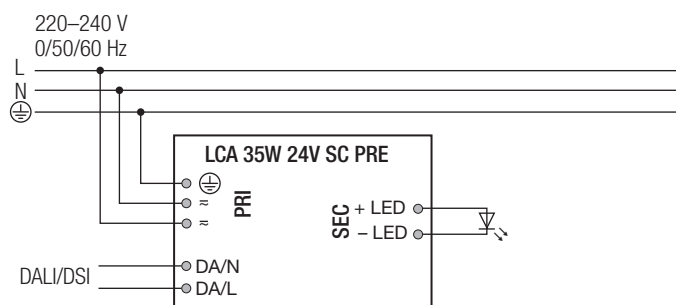 220–240 V
0/50/60 Hz
L
N
LCA 35W 24V SC PRE
PRI
≂
≂
SEC
+ LED
– LED
DALI/DSI
DA/N
DA/L